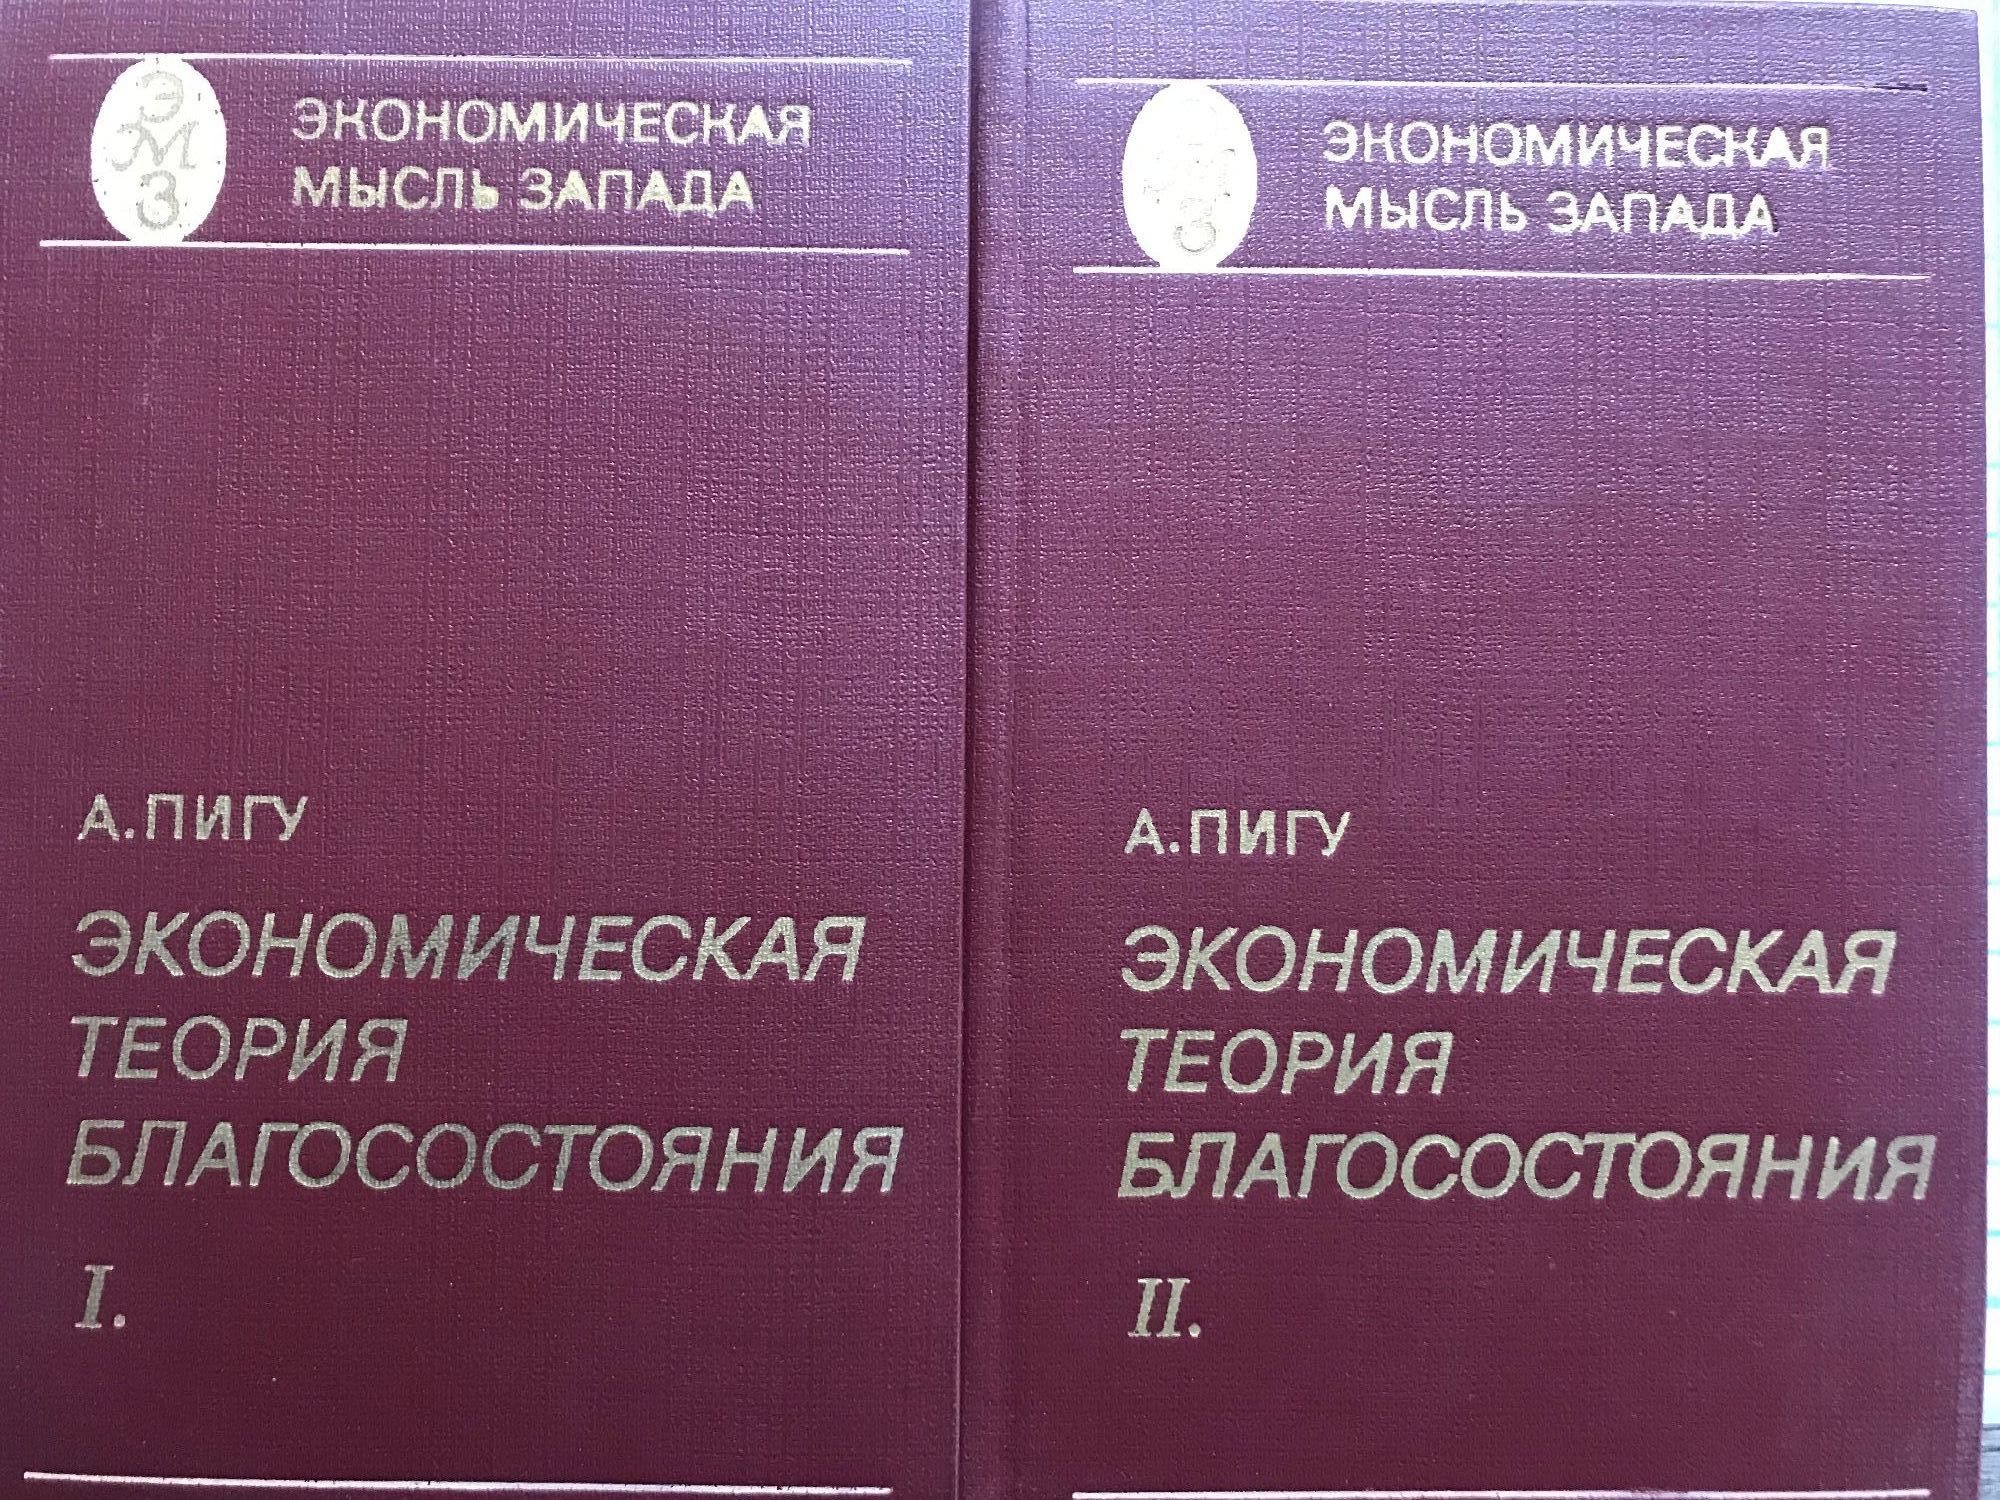 Э
М
З
ЭКОНОМИЧЕСКАЯ
МЫСЛЬ ЗАПАДА
А.ПИГУ
ЭКОНОМИЧЕСКАЯ
ТЕОРИЯ
БЛАГОСОСТОЯНИЯ
I.
Э
М
З
ЭКОНОМИЧЕСКАЯ
МЫСЛЬ ЗАПАДА
А.ПИГУ
ЭКОНОМИЧЕСКАЯ
ТЕОРИЯ
БЛАГОСОСТОЯНИЯ
II.